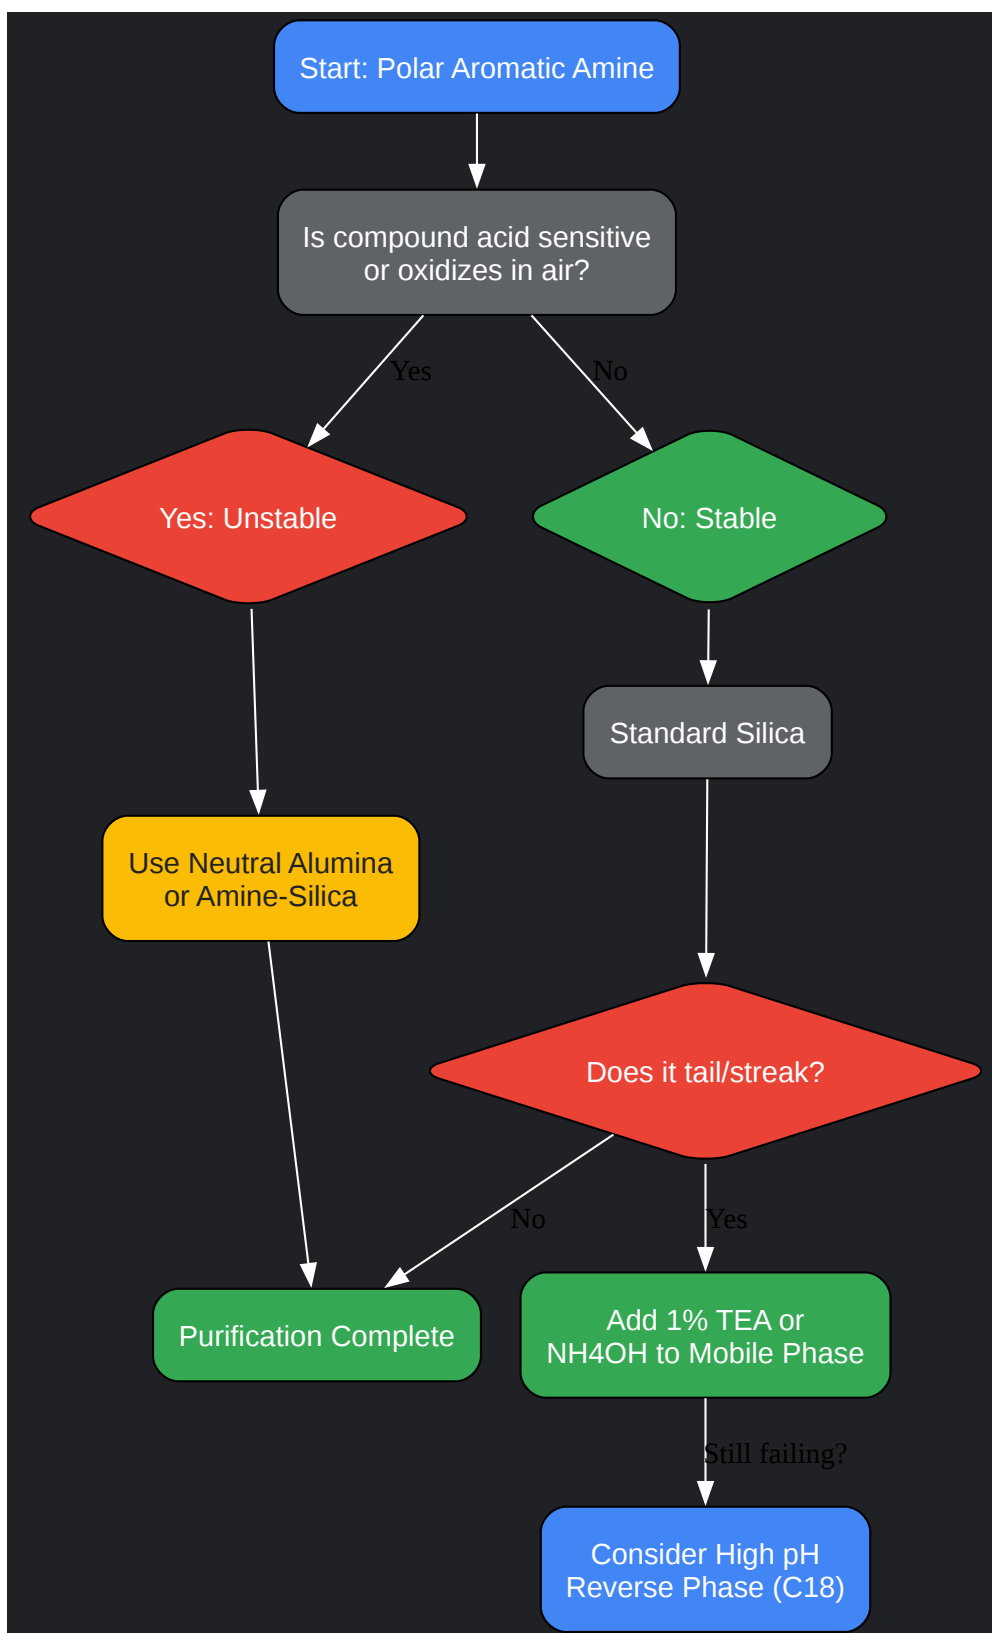 Start: Polar Aromatic Amine
Is compound acid sensitive
or oxidizes in air?
Yes
No
Yes: Unstable
No: Stable
Standard Silica
Use Neutral Alumina
or Amine-Silica
Does it tail/streak?
No
Yes
Purification Complete
Add 1% TEA or
NH4OH to Mobile Phase
Still failing?
Consider High pH
Reverse Phase (C18)